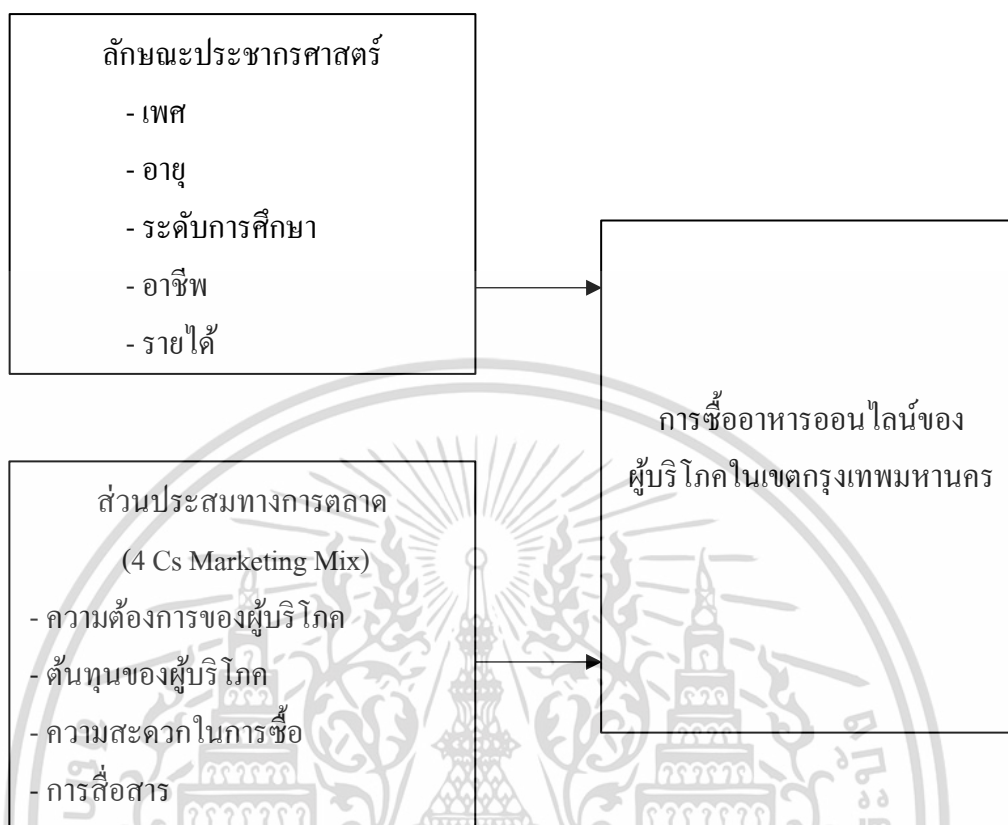 ลักษณะประชากรศาสตร์
- เพศ
- อายุ
- ระดับการศึกษา
- อาชีพ
- รายได้
ส่วนประสมทางการตลาด
(4 Cs Marketing Mix)
- ความต้องการของผู้บริโภค
- ต้นทุนของผู้บริโภค
- ความสะดวกในการซื้อ
- การสื่อสาร
การซื้ออาหารออนไลน์ของ
ผู้บริโภคในเขตกรุงเทพมหานคร